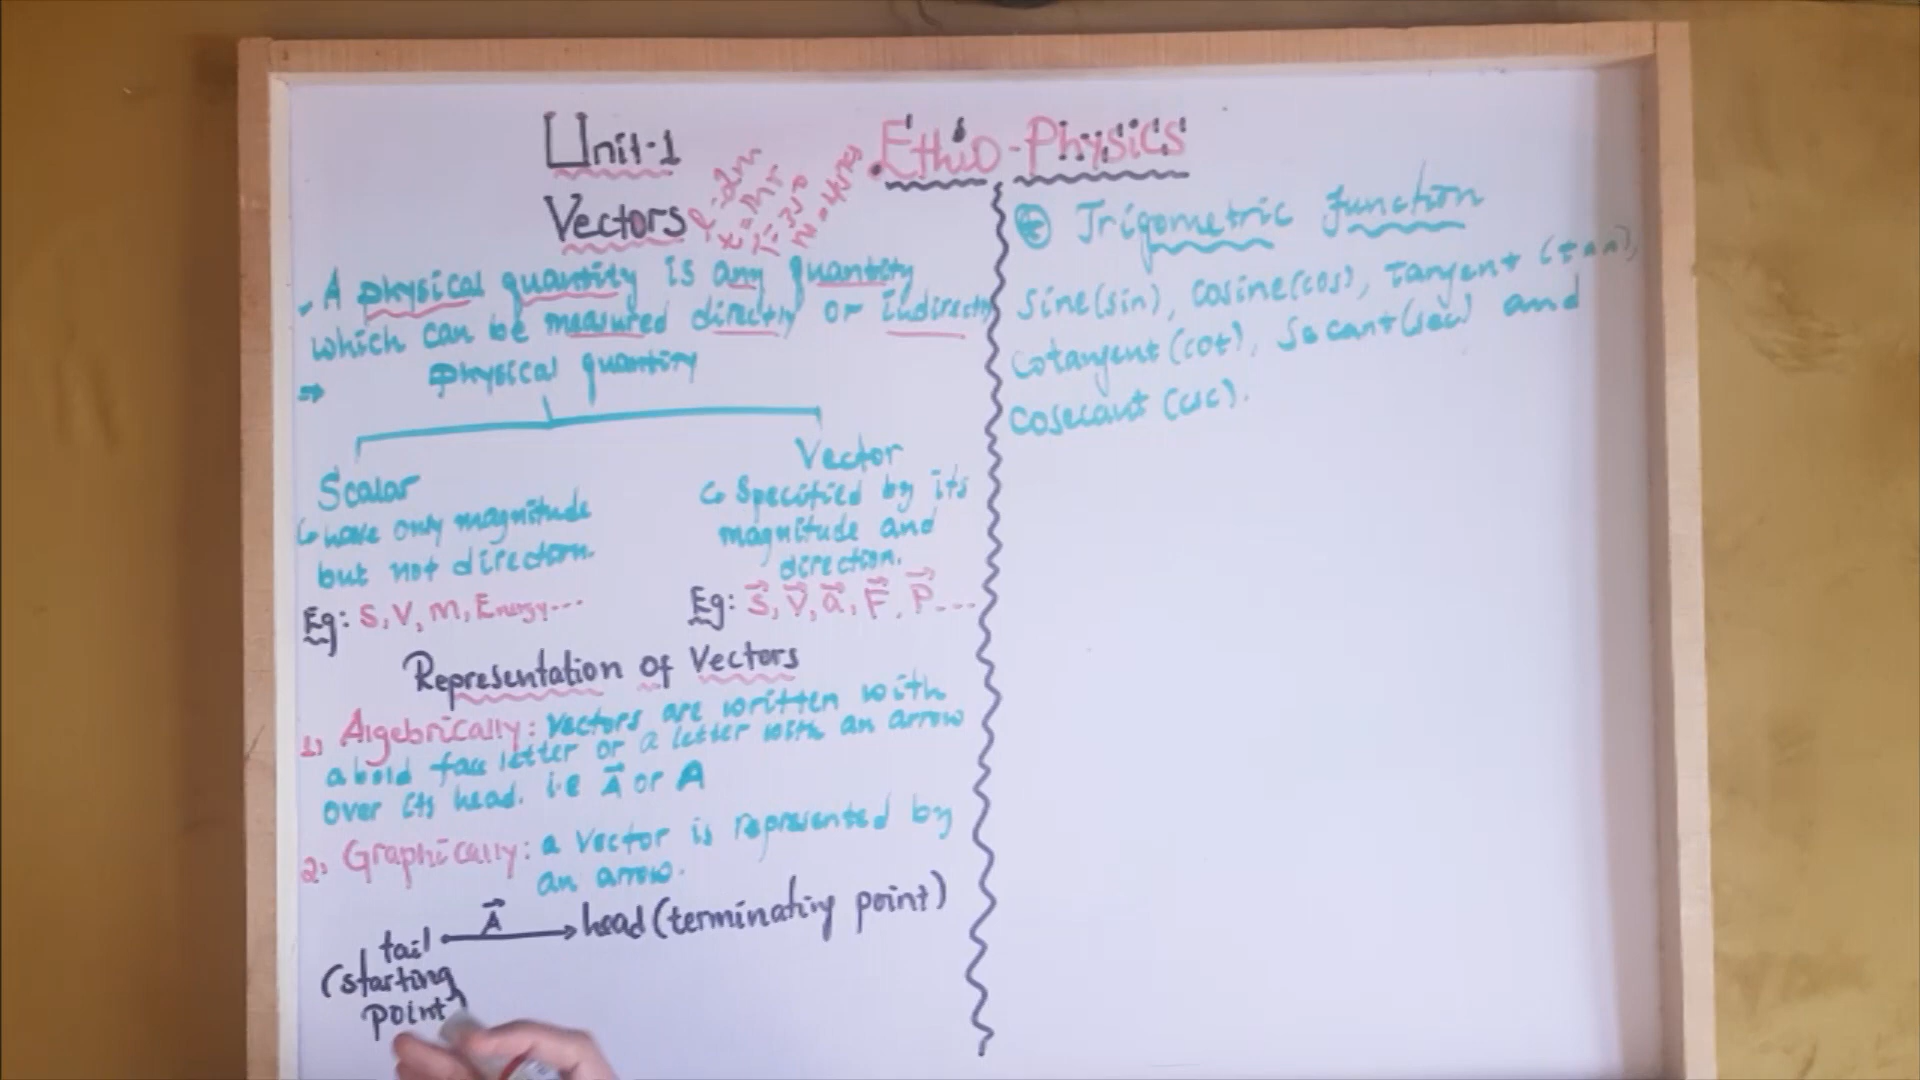 Unit-1
Vectors
Ethio-Physics
A physical quantity is any quantity
which can be measured directly or indirectly
⇒ physical quantity
Scalar
↳ have only magnitude
but not direction.
Eg: S, V, m, Energy...
Vector
↳ Specified by its
magnitude and
direction.
Eg: S⃗, V⃗, a⃗, F⃗, P⃗....
Representation of Vectors
1) Algebrically: Vectors are written with
a bold face letter or a letter with an arrow
over its head. i.e A⃗ or A
2) Graphically: a Vector is represented by
an arrow.
A⃗
tail head (terminating point)
(starting
point)
Trigometric function
Sine(sin), Cosine(cos), tangent (tan),
Cotangent (cot), Secant(sec) and
Cosecant (csc).